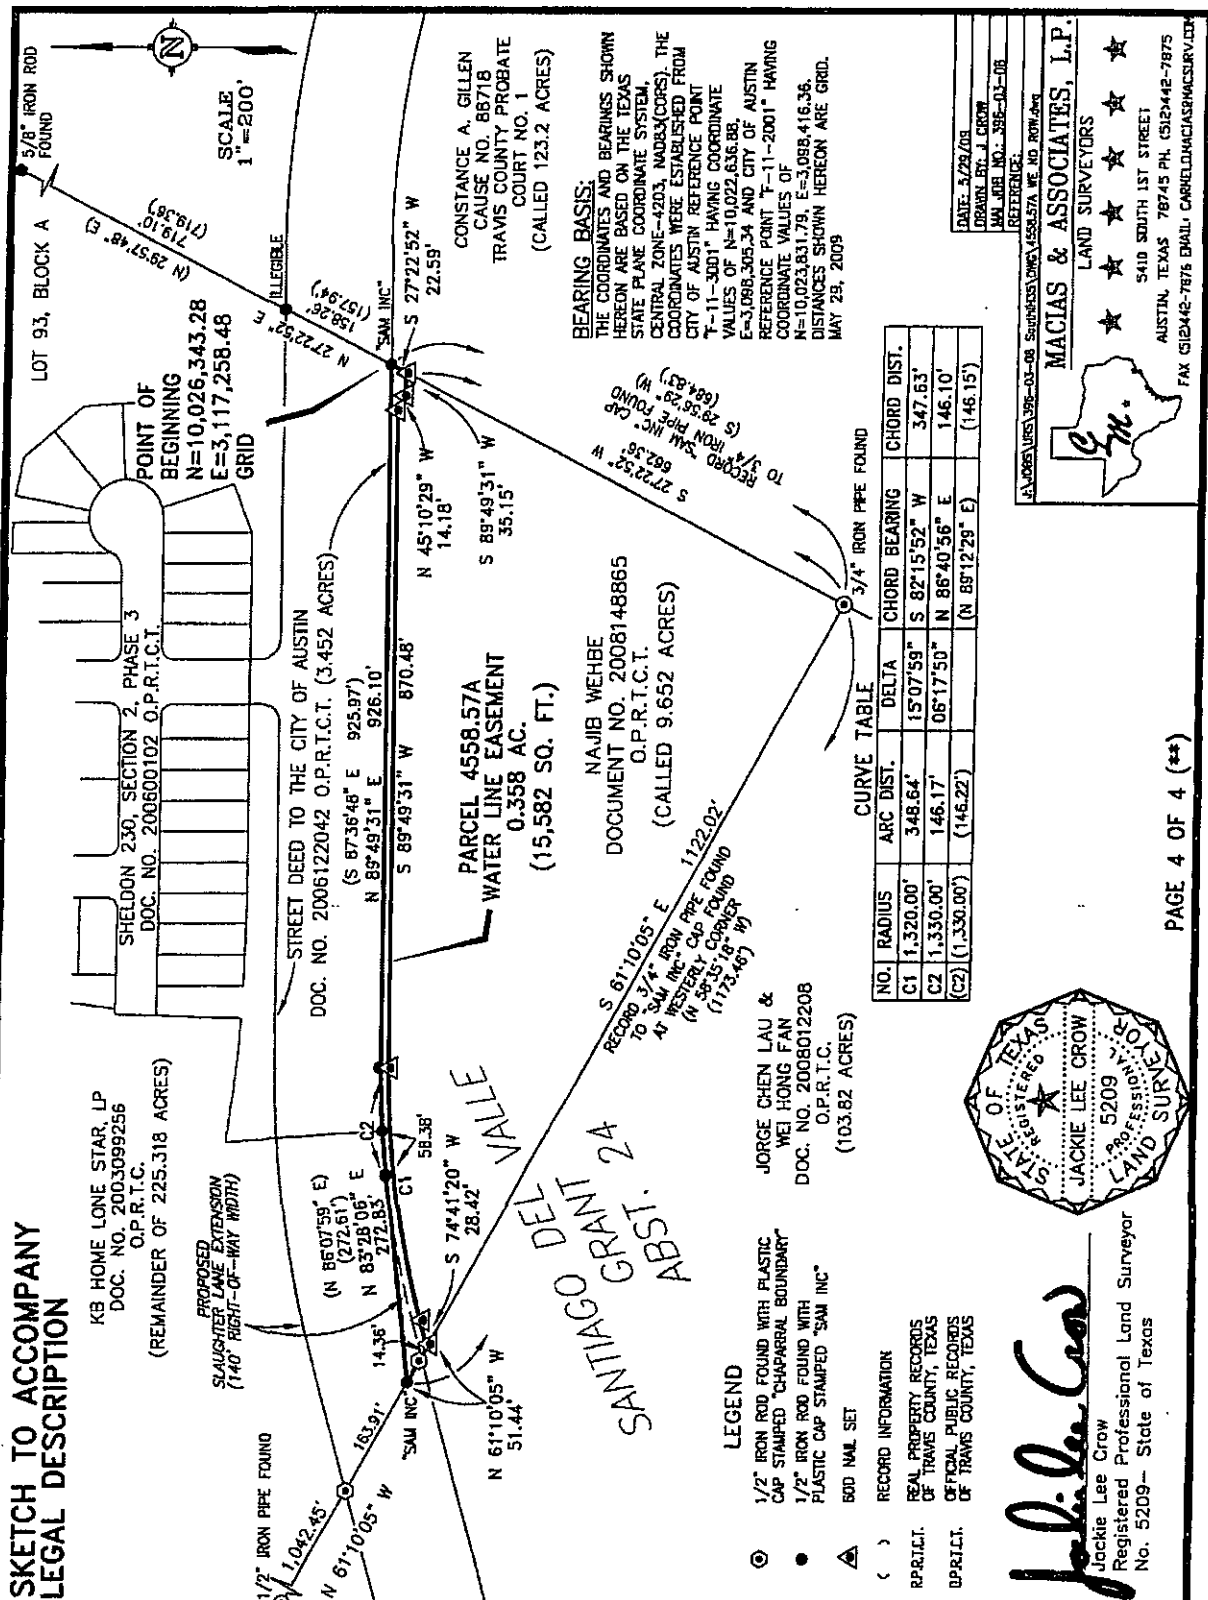 SKETCH TO ACCOMPANY
LEGAL DESCRIPTION
KB HOME LONE STAR, LP
DOC. NO. 2003099256
O.P.R.T.C.
(REMAINDER OF 225.318 ACRES)
PROPOSED
SLAUGHTER LANE EXTENSION
(140' RIGHT-OF-WAY WIDTH)
SHELDON 230, SECTION 2, PHASE 3
DOC. NO. 200600102 O.P.R.T.C.T.
STREET DEED TO THE CITY OF AUSTIN
DOC. NO. 2006122042 O.P.R.T.C.T. (3.452 ACRES)
LOT 93, BLOCK A
5/8" IRON ROD
FOUND
N
SCALE
1"=200'
POINT OF
BEGINNING
N=10,026,343.28
E=3,117,258.48
GRID
(N 29°57'48" E)
719.10'
(719.36')
ILLEGIBLE
N 27°22'52" E
158.26'
(157.94')
"SAM INC"
S 27°22'52" W
22.59'
CONSTANCE A. GILLEN
CAUSE NO. 88718
TRAVIS COUNTY PROBATE
COURT NO. 1
(CALLED 123.2 ACRES)
1/2" IRON PIPE FOUND
1,042.45'
N 61°10'05" W
163.91'
"SAM INC"
14.36'
N 61°10'05" W
51.44'
(N 86°07'59" E)
(272.61')
N 83°28'06" E
272.83'
C2
C1
58.38'
S 74°41'20" W
28.42'
(S 87°36'48" E 925.97')
N 89°49'31" E 926.10'
S 89°49'31" W 870.48'
N 45°10'29" W
14.18'
S 89°49'31" W
35.15'
PARCEL 4558.57A
WATER LINE EASEMENT
0.358 AC.
(15,582 SQ. FT.)
SANTIAGO DEL VALLE
GRANT 24
ABST.
NAJIB WEHBE
DOCUMENT NO. 2008148865
O.P.R.T.C.T.
(CALLED 9.652 ACRES)
S 27°22'52" W
662.36'
RECORD "SAM INC" CAP
TO 3/4" IRON PIPE FOUND
(S 29°56'29" W)
(684.83')
BEARING BASIS:
THE COORDINATES AND BEARINGS SHOWN
HEREON ARE BASED ON THE TEXAS
STATE PLANE COORDINATE SYSTEM,
CENTRAL ZONE-4203, NAD83(CORS). THE
COORDINATES WERE ESTABLISHED FROM
CITY OF AUSTIN REFERENCE POINT
"F-11-3001" HAVING COORDINATE
VALUES OF N=10,022,636.88,
E=3,098,305.34 AND CITY OF AUSTIN
REFERENCE POINT "F-11-2001" HAVING
COORDINATE VALUES OF
N=10,023,831.79, E=3,098,416.36.
DISTANCES SHOWN HEREON ARE GRID.
MAY 29, 2009
S 61°10'05" E 1122.02'
RECORD 3/4" IRON PIPE FOUND
TO "SAM INC" CAP FOUND
AT WESTERLY CORNER
(N 58°35'18" W)
(1173.46')
3/4" IRON PIPE FOUND
JORGE CHEN LAU &
WEI HONG FAN
DOC. NO. 2008012208
O.P.R.T.C.
(103.82 ACRES)
LEGEND
1/2" IRON ROD FOUND WITH PLASTIC
CAP STAMPED "CHAPARRAL BOUNDARY"
1/2" IRON ROD FOUND WITH
PLASTIC CAP STAMPED "SAM INC"
60D NAIL SET
( ) RECORD INFORMATION
R.P.R.T.C.T. REAL PROPERTY RECORDS
OF TRAVIS COUNTY, TEXAS
O.P.R.T.C.T. OFFICIAL PUBLIC RECORDS
OF TRAVIS COUNTY, TEXAS
CURVE TABLE
NO. RADIUS ARC DIST. DELTA CHORD BEARING CHORD DIST.
C1 1,320.00' 348.64' 15°07'59" S 82°15'52" W 347.63'
C2 1,330.00' 146.17' 06°17'50" N 86°40'56" E 146.10'
(C2) (1,330.00') (146.22') (N 89°12'29" E) (146.15')
DATE: 5/29/09
DRAWN BY: J. CROW
MAI JOB NO.: 396-03-08
REFERENCE:
MACIAS & ASSOCIATES, L.P.
LAND SURVEYORS
5410 SOUTH 1ST STREET
AUSTIN, TEXAS 78745 PH. (512)442-7875
FAX (512)442-7876 EMAIL: CARMELO.MACIAS@MACSURV.COM
STATE OF TEXAS
REGISTERED
JACKIE LEE CROW
5209
PROFESSIONAL
LAND SURVEYOR
Jackie Lee Crow
Jackie Lee Crow
Registered Professional Land Surveyor
No. 5209— State of Texas
PAGE 4 OF 4 (**)